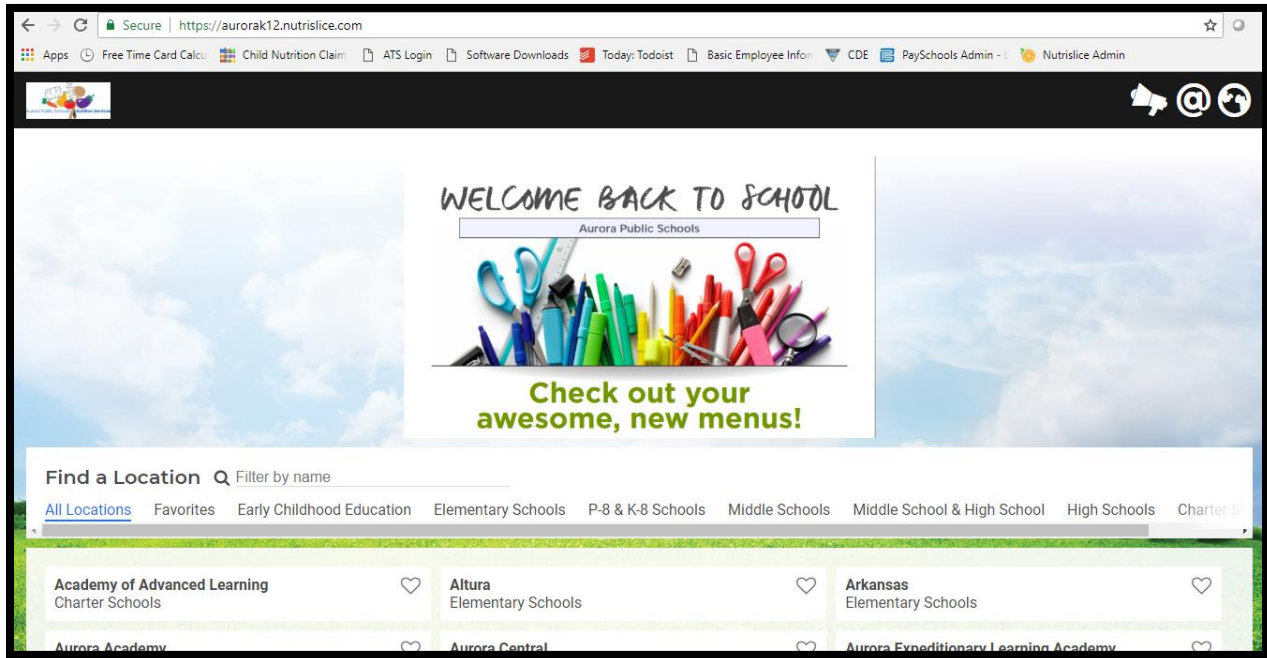 Secure | https://aurorak12.nutrislice.com
Apps Free Time Card Calcu Child Nutrition Claim ATS Login Software Downloads Today: Todoist Basic Employee Infor CDE PaySchools Admin - Nutrislice Admin
WELCOME BACK TO SCHOOL
Aurora Public Schools
Check out your
awesome, new menus!
Find a Location Filter by name
All Locations Favorites Early Childhood Education Elementary Schools P-8 & K-8 Schools Middle Schools Middle School & High School High Schools Charter
Academy of Advanced Learning Altura Arkansas
Charter Schools Elementary Schools Elementary Schools
Aurora Academy Aurora Central Aurora Expeditionary Learning Academy